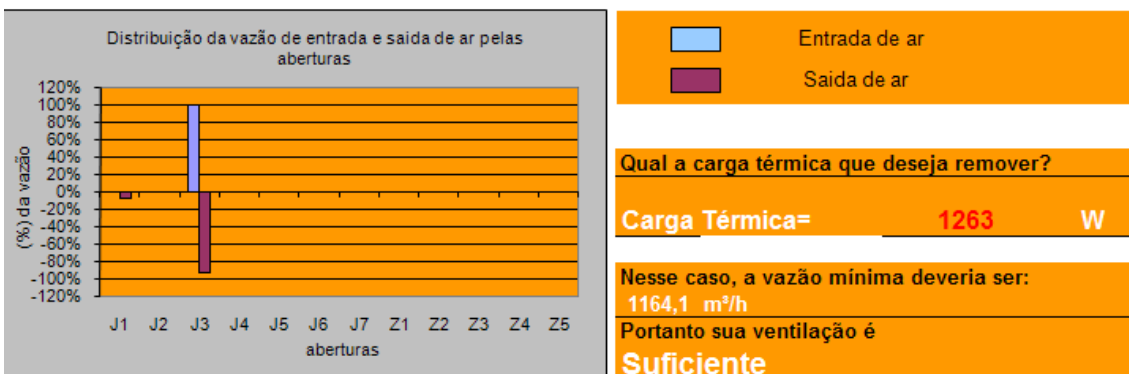 Distribuição da vazão de entrada e saida de ar pelas
aberturas
(%) da vazão
120%
100%
80%
60%
40%
20%
0%
-20%
-40%
-60%
-80%
-100%
-120%
J1 J2 J3 J4 J5 J6 J7 Z1 Z2 Z3 Z4 Z5
aberturas
Entrada de ar
Saida de ar
Qual a carga térmica que deseja remover?
Carga Térmica= 1263 W
Nesse caso, a vazão mínima deveria ser:
1164,1 m³/h
Portanto sua ventilação é
Suficiente